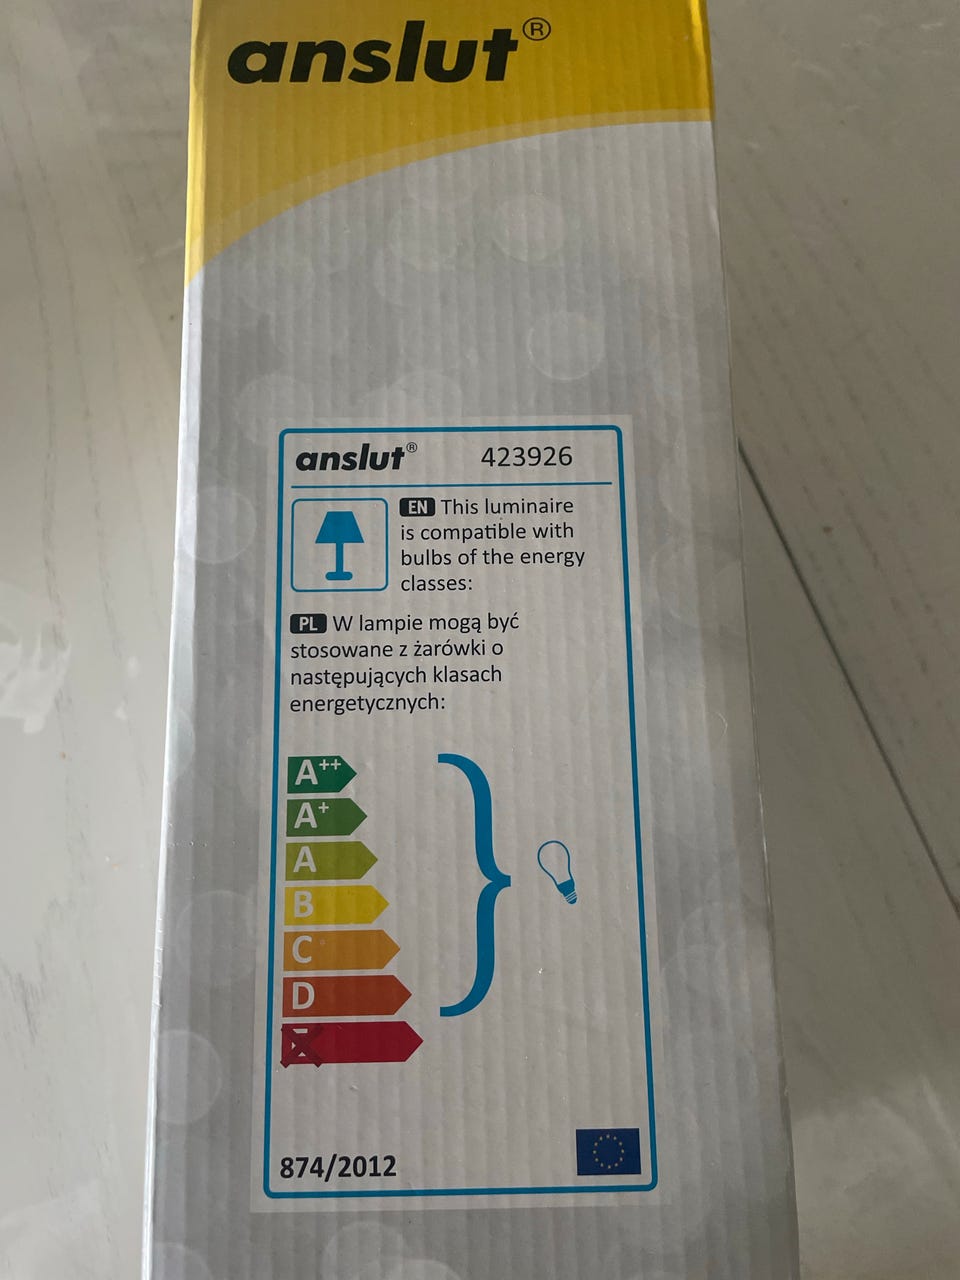 anslut®
anslut® 423926
EN This luminaire
is compatible with
bulbs of the energy
classes:
PL W lampie mogą być
stosowane z żarówki o
następujących klasach
energetycznych:
A++
A+
A
B
C
D
874/2012